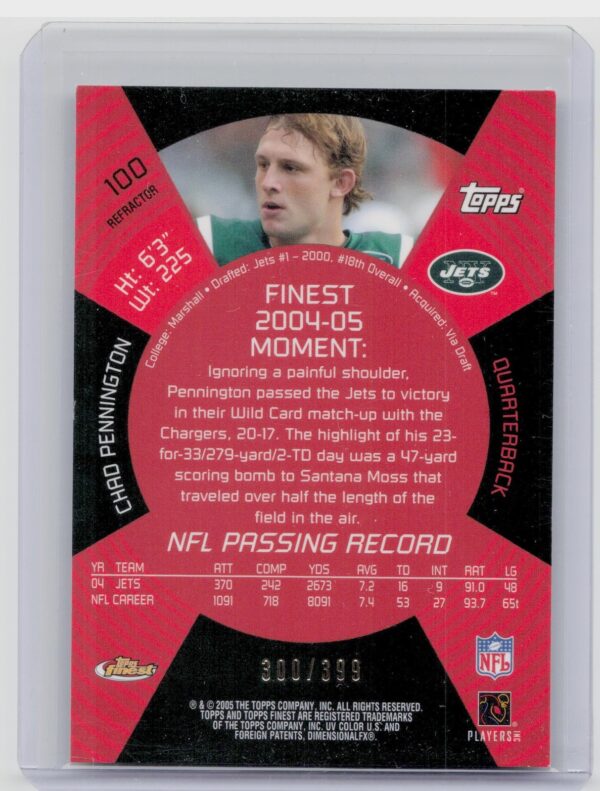 100
REFRACTOR
Ht: 6'3"
Wt: 225
TOPPS
JETS
TM
College: Marshall • Drafted: Jets #1 - 2000, #18th Overall • Acquired: Via Draft
CHAD PENNINGTON
QUARTERBACK
FINEST
2004-05
MOMENT:
Ignoring a painful shoulder,
Pennington passed the Jets to victory
in their Wild Card match-up with the
Chargers, 20-17. The highlight of his 23-
for-33/279-yard/2-TD day was a 47-yard
scoring bomb to Santana Moss that
traveled over half the length of the
field in the air.
NFL PASSING RECORD
YR TEAM ATT COMP YDS AVG TD INT RAT LG
04 JETS 370 242 2673 7.2 16 9 91.0 48
NFL CAREER 1091 718 8091 7.4 53 27 93.7 65t
Topps
finest
300/399
NFL
® & © 2005 THE TOPPS COMPANY, INC. ALL RIGHTS RESERVED.
TOPPS AND TOPPS FINEST ARE REGISTERED TRADEMARKS
OF THE TOPPS COMPANY, INC. UV COLOR U.S. AND
FOREIGN PATENTS, DIMENSIONALFX®.
PLAYERS INC